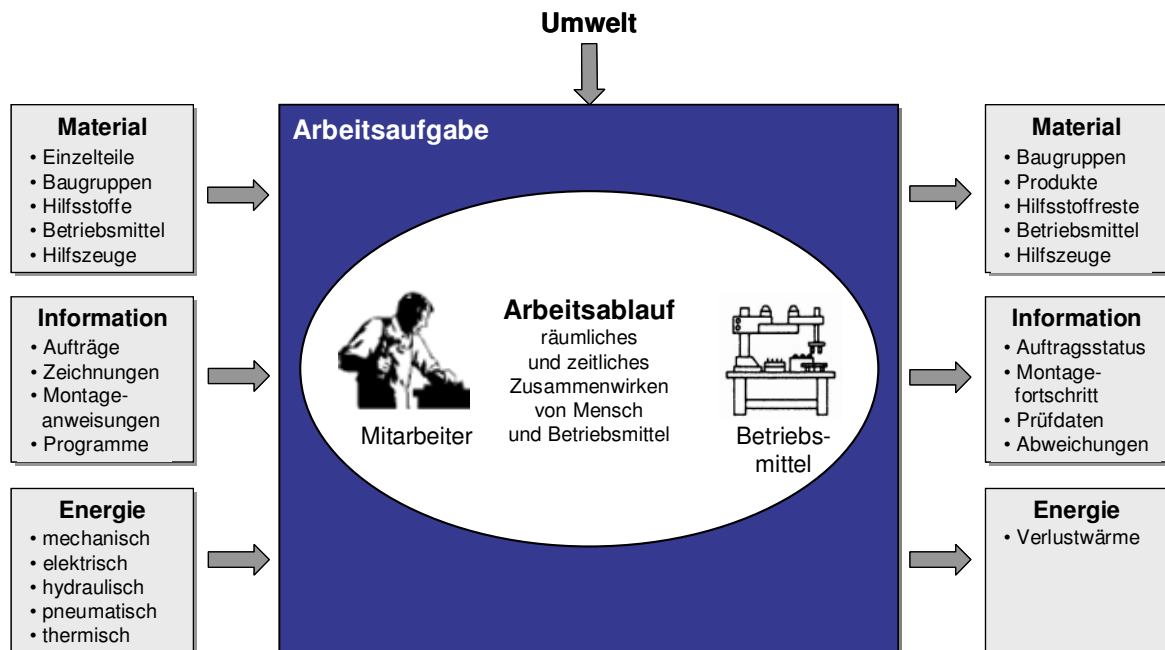 Umwelt
Material
• Einzelteile
• Baugruppen
• Hilfsstoffe
• Betriebsmittel
• Hilfszeuge
Information
• Aufträge
• Zeichnungen
• Montage-
anweisungen
• Programme
Energie
• mechanisch
• elektrisch
• hydraulisch
• pneumatisch
• thermisch
Arbeitsaufgabe
Arbeitsablauf
räumliches
und zeitliches
Zusammenwirken
von Mensch
und Betriebsmittel
Mitarbeiter
Betriebs-
mittel
Material
• Baugruppen
• Produkte
• Hilfsstoffreste
• Betriebsmittel
• Hilfszeuge
Information
• Auftragsstatus
• Montage-
fortschritt
• Prüfdaten
• Abweichungen
Energie
• Verlustwärme